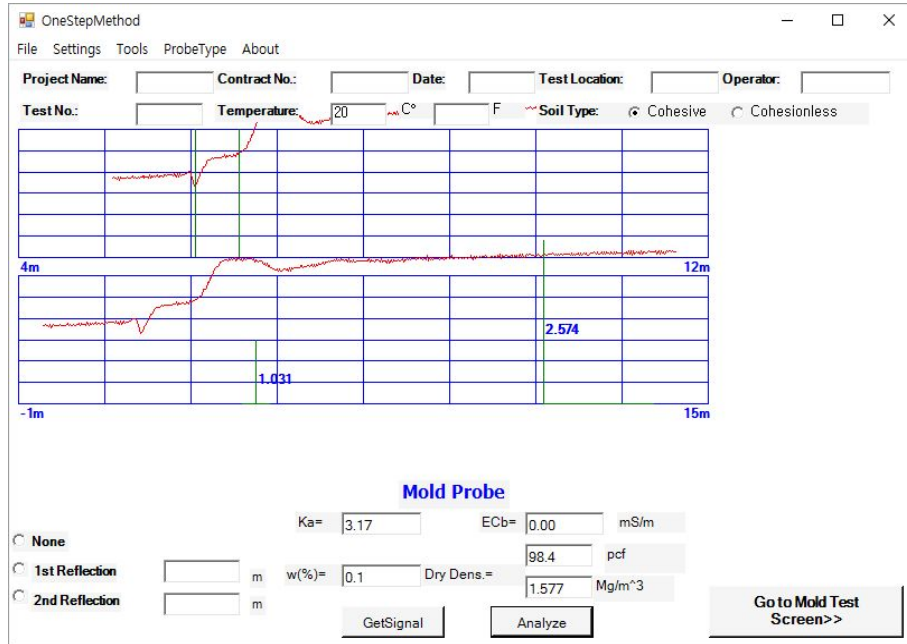 OneStepMethod
File Settings Tools ProbeType About
Project Name: Contract No.: Date: Test Location: Operator:
Test No.: Temperature: 20 C° F Soil Type: Cohesive Cohesionless
4m 12m
2.574
1.031
-1m 15m
Mold Probe
Ka= 3.17 ECb= 0.00 mS/m
None
98.4 pcf
1st Reflection m w(%)= 0.1 Dry Dens.=
1.577 Mg/m^3
2nd Reflection m
GetSignal Analyze
Go to Mold Test
Screen>>